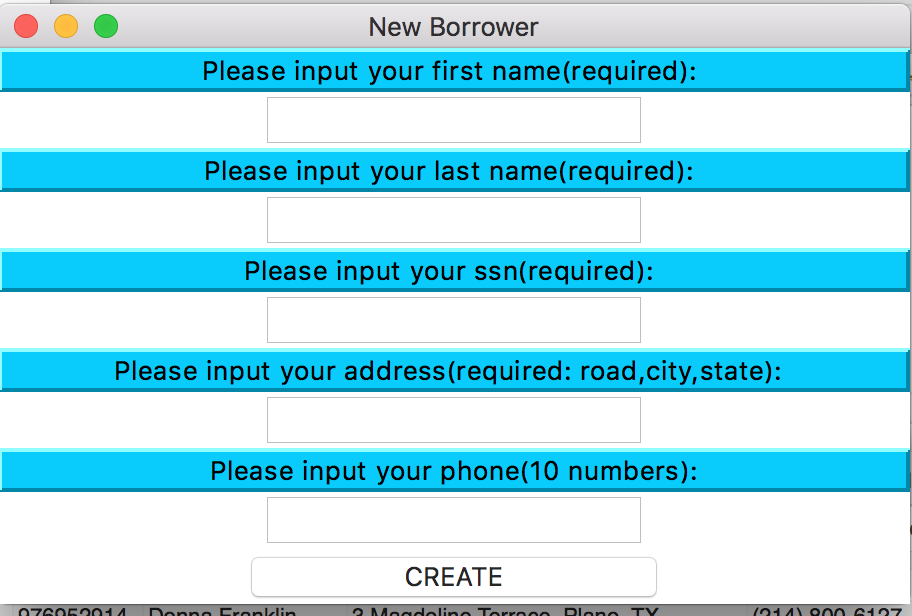 New Borrower
Please input your first name(required):
Please input your last name(required):
Please input your ssn(required):
Please input your address(required: road,city,state):
Please input your phone(10 numbers):
CREATE
976952914 Donna Franklin 3 Magdeline Terrace, Plano, TX (214) 800-6127